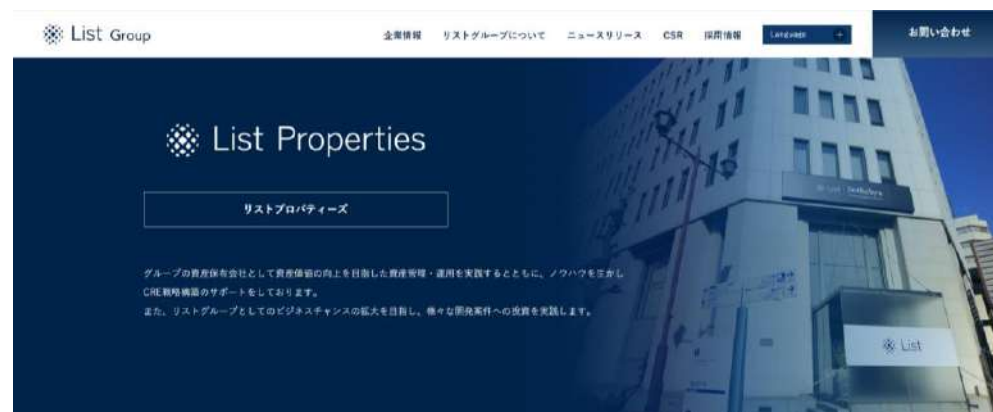 List Group
企業情報 リストグループについて ニュースリリース CSR 採用情報 Language + お問い合わせ
List Properties
リストプロパティーズ
グループの資産保有会社として資産価値の向上を目指した資産管理・運用を実践するとともに、ノウハウを生かし
CRE戦略構築のサポートをしております。
また、リストグループとしてのビジネスチャンスの拡大を目指し、様々な開発案件への投資を実践します。
List Sotheby's
List